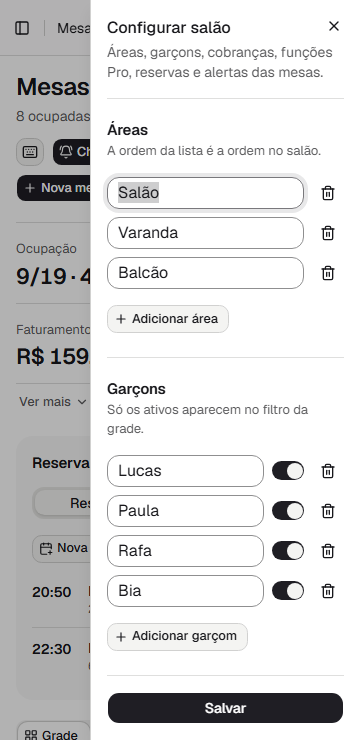 Configurar salão
Áreas, garçons, cobranças, funções
Pro, reservas e alertas das mesas.
Áreas
A ordem da lista é a ordem no salão.
Salão
Varanda
Balcão
+ Adicionar área
Garçons
Só os ativos aparecem no filtro da
grade.
Lucas
Paula
Rafa
Bia
+ Adicionar garçom
Salvar
Mesa
Mesas
8 ocupadas
+ Nova me
Ocupação
9/19 · 4
Faturamento
R$ 159
Ver mais
Reserva
Res
Nova
20:50
22:30
Grade